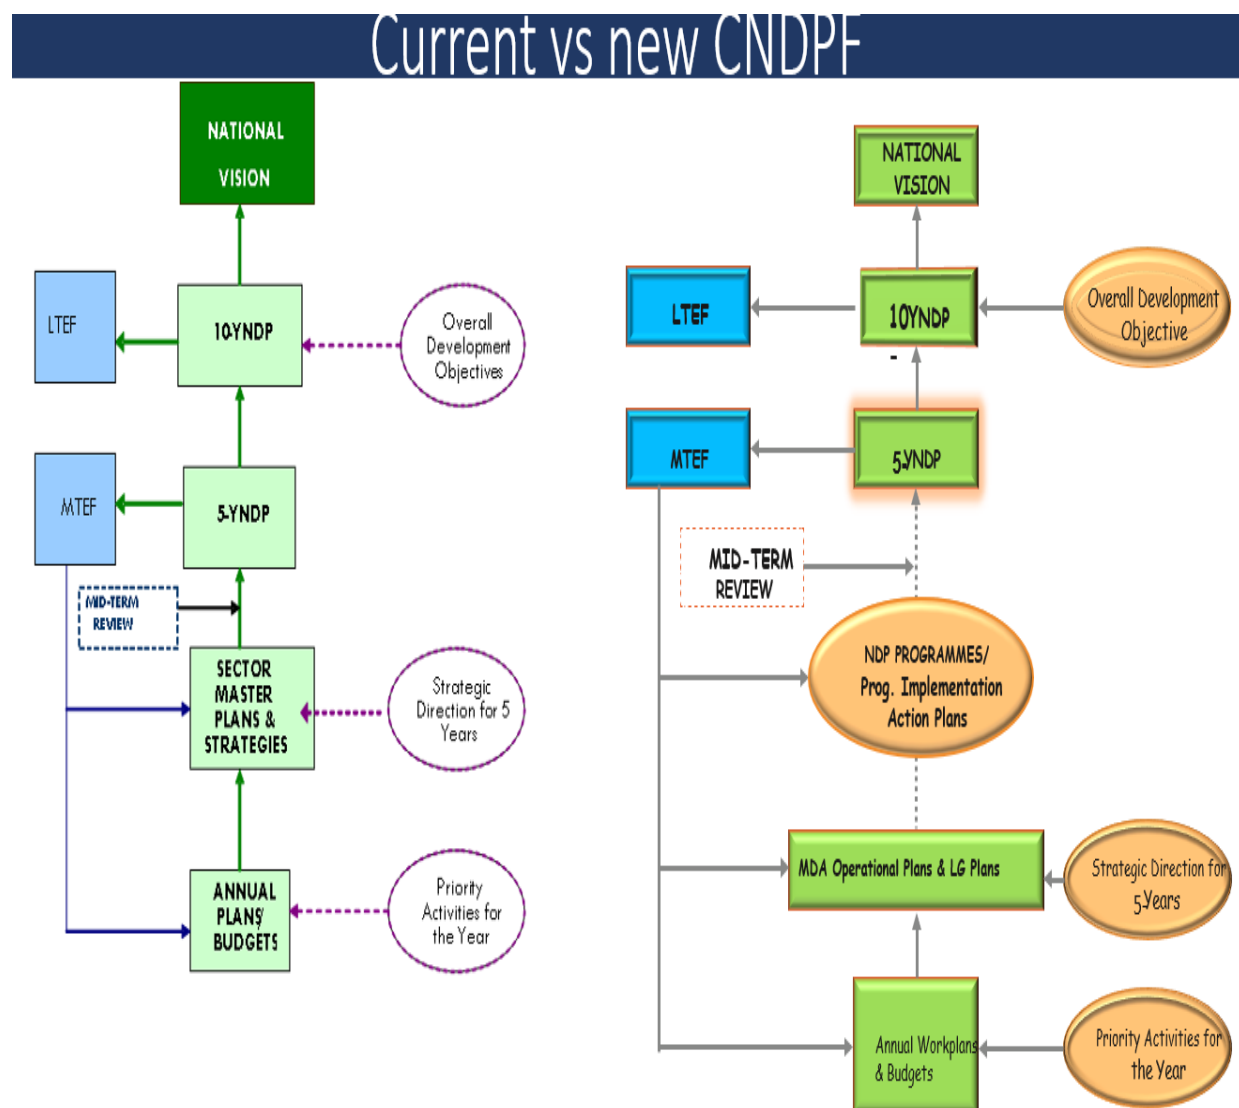 Current vs new CNDPF
NATIONAL
VISION
LTEF
10-YNDP
Overall
Development
Objectives
MTEF
5-YNDP
MID-TERM
REVIEW
SECTOR
MASTER
PLANS &
STRATEGIES
Strategic
Direction for 5
Years
ANNUAL
PLANS/
BUDGETS
Priority
Activities for
the Year
NATIONAL
VISION
LTEF
10YNDP
-
Overall Development
Objective
MTEF
5-YNDP
MID-TERM
REVIEW
NDP PROGRAMMES/
Prog. Implementation
Action Plans
MDA Operational Plans & LG Plans
Strategic Direction for
5-Years
Annual Workplans
& Budgets
Priority Activities for
the Year